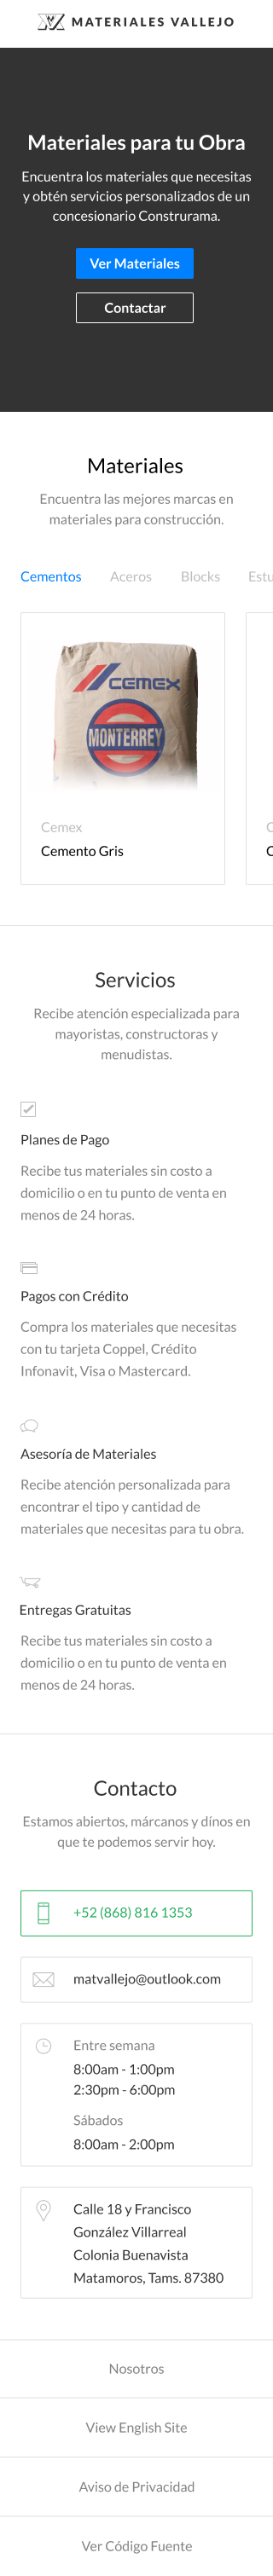 MATERIALES VALLEJO
Materiales para tu Obra
Encuentra los materiales que necesitas
y obtén servicios personalizados de un
concesionario Construrama.
Ver Materiales
Contactar
Materiales
Encuentra las mejores marcas en
materiales para construcción.
Cementos Aceros Blocks Estu
CEMEX
MONTERREY
Cemex
Cemento Gris
Servicios
Recibe atención especializada para
mayoristas, constructoras y
menudistas.
Planes de Pago
Recibe tus materiales sin costo a
domicilio o en tu punto de venta en
menos de 24 horas.
Pagos con Crédito
Compra los materiales que necesitas
con tu tarjeta Coppel, Crédito
Infonavit, Visa o Mastercard.
Asesoría de Materiales
Recibe atención personalizada para
encontrar el tipo y cantidad de
materiales que necesitas para tu obra.
Entregas Gratuitas
Recibe tus materiales sin costo a
domicilio o en tu punto de venta en
menos de 24 horas.
Contacto
Estamos abiertos, márcanos y dínos en
que te podemos servir hoy.
+52 (868) 816 1353
matvallejo@outlook.com
Entre semana
8:00am - 1:00pm
2:30pm - 6:00pm
Sábados
8:00am - 2:00pm
Calle 18 y Francisco
González Villarreal
Colonia Buenavista
Matamoros, Tams. 87380
Nosotros
View English Site
Aviso de Privacidad
Ver Código Fuente